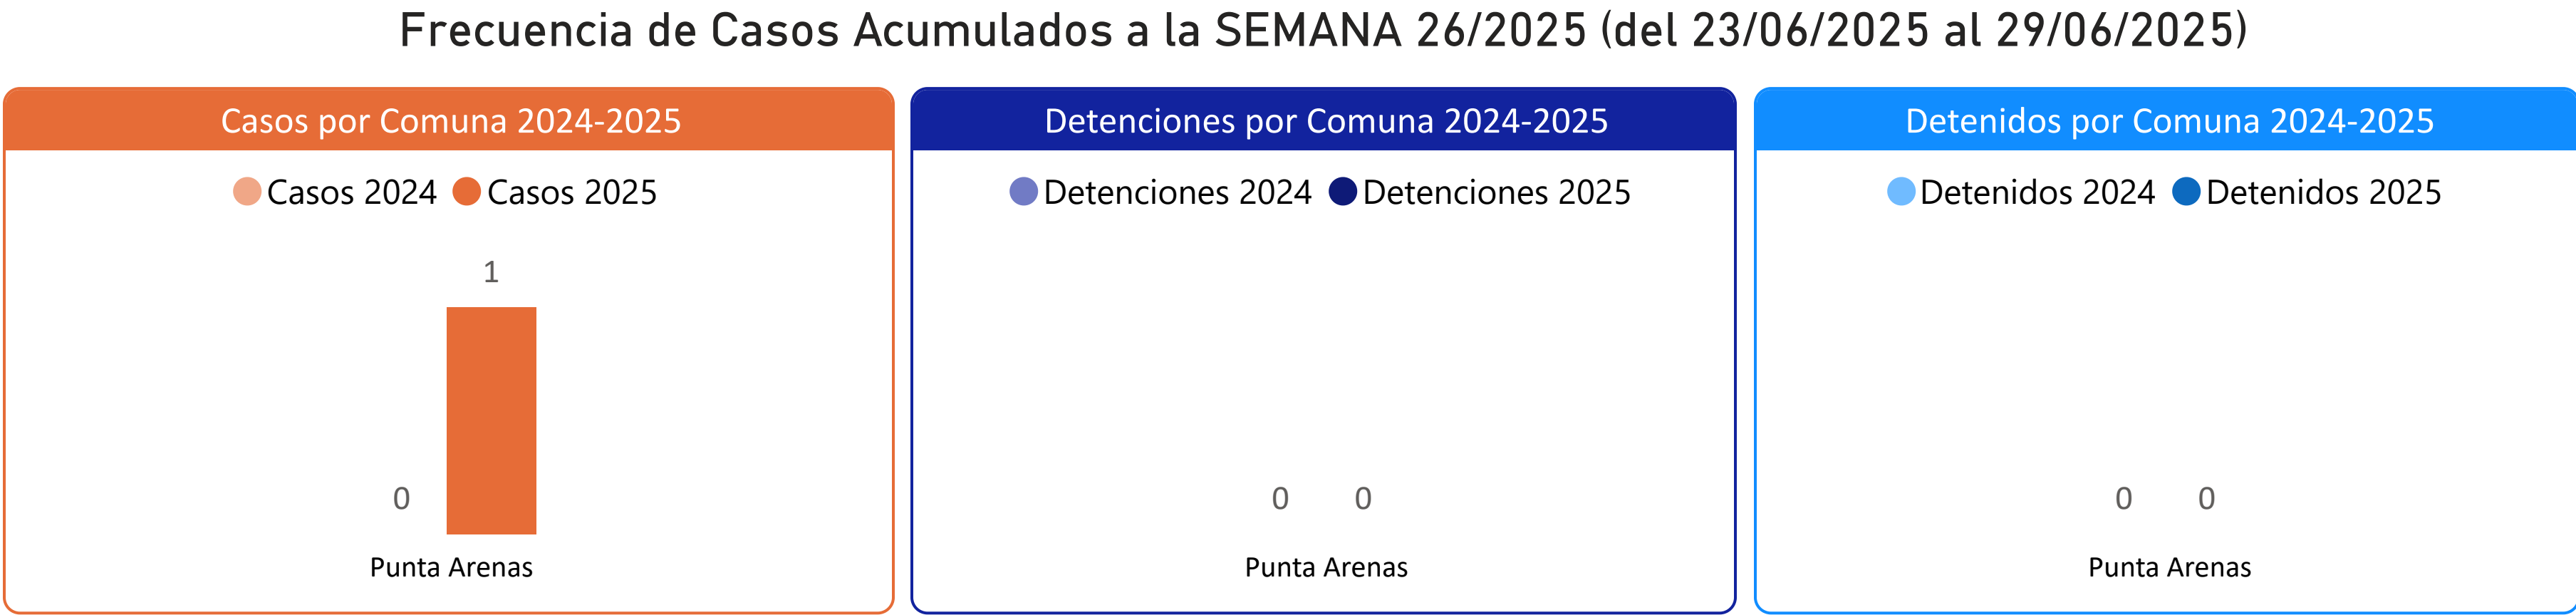 Frecuencia de Casos Acumulados a la SEMANA 26/2025 (del 23/06/2025 al 29/06/2025)
Casos por Comuna 2024-2025
Casos 2024 Casos 2025
1
0
Punta Arenas
Detenciones por Comuna 2024-2025
Detenciones 2024 Detenciones 2025
0 0
Punta Arenas
Detenidos por Comuna 2024-2025
Detenidos 2024 Detenidos 2025
0 0
Punta Arenas